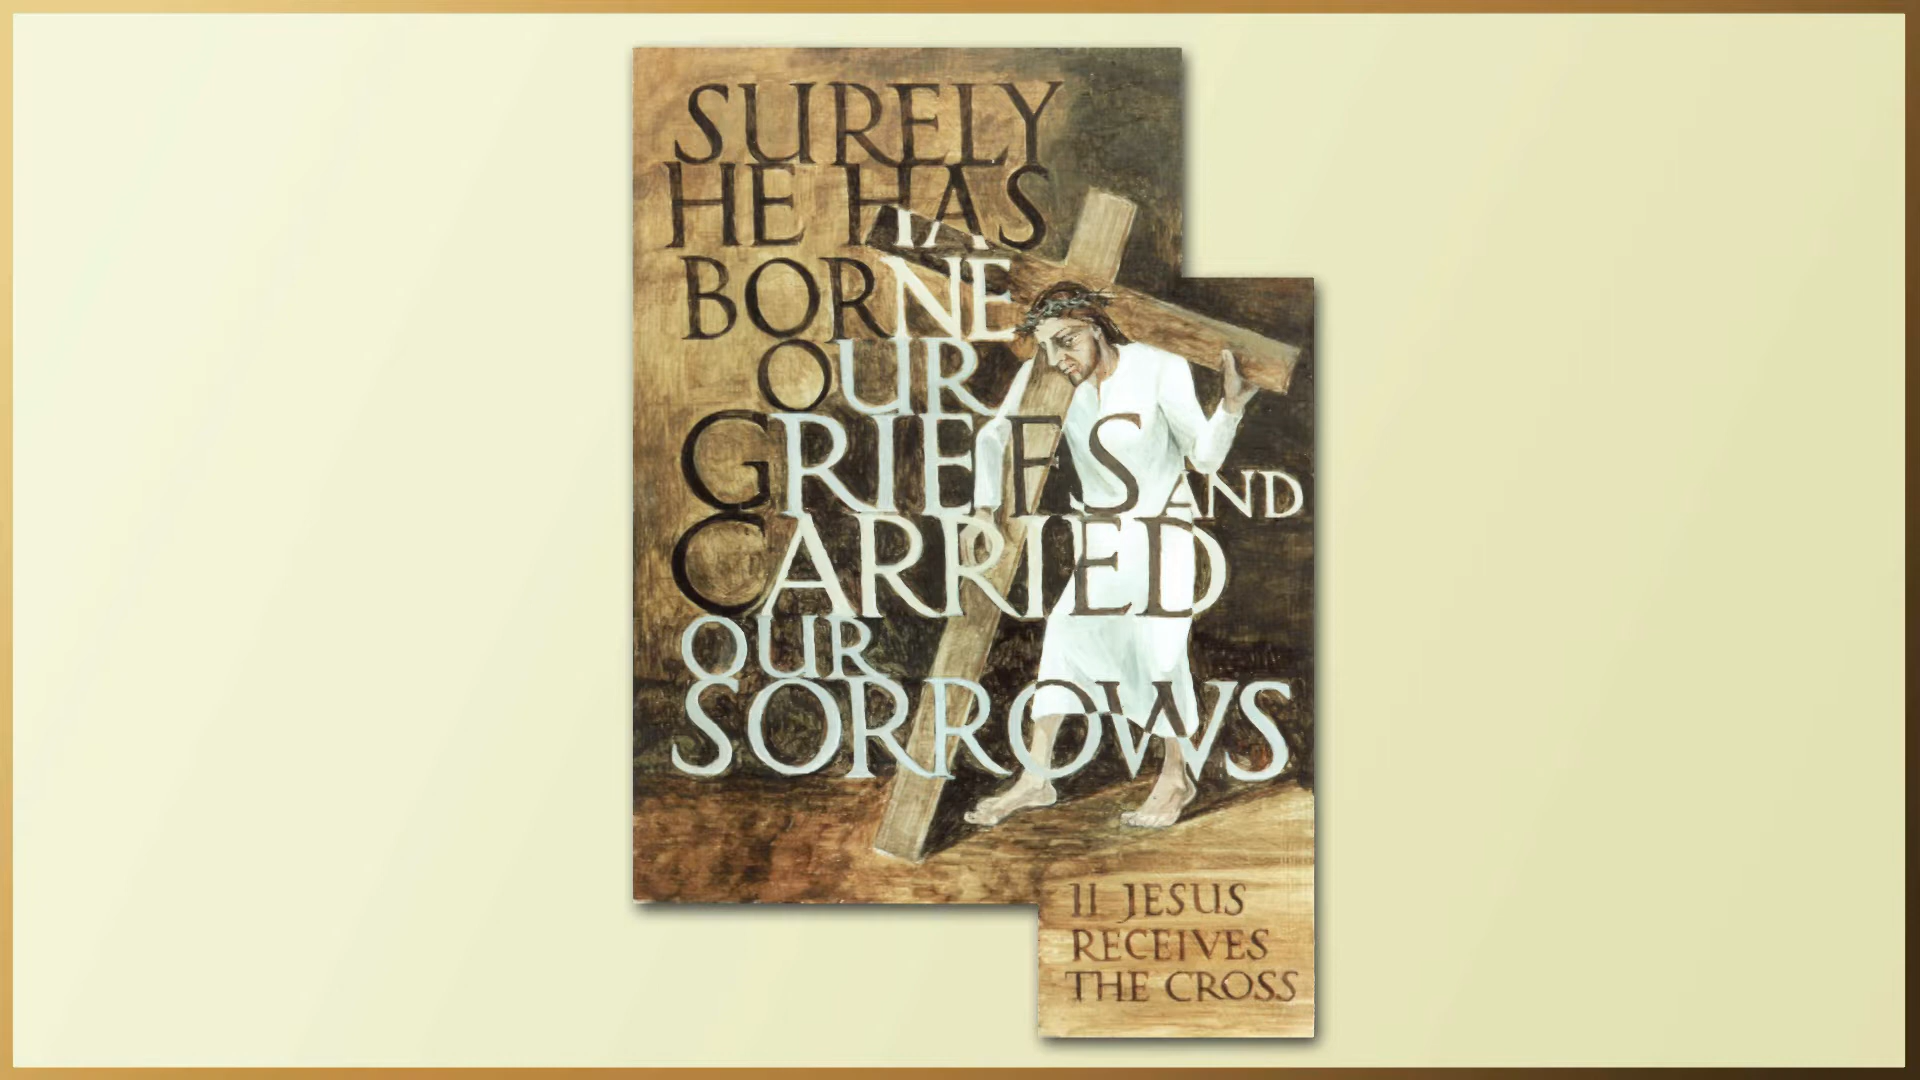 SURELY
HE HAS
BORNE
OUR
GRIEFS AND
CARRIED
OUR
SORROWS
II JESUS
RECEIVES
THE CROSS